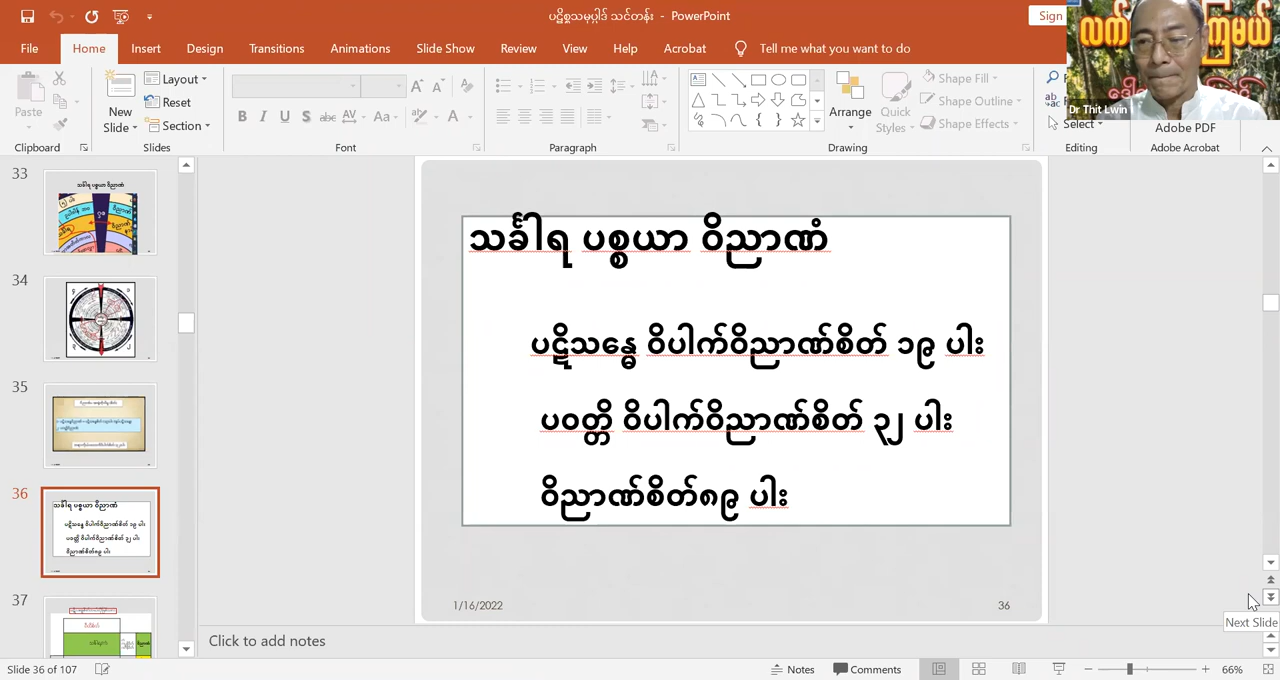 ပဋိစ္စသမုပ္ပါဒ် သင်တန်း - PowerPoint
Sign
File Home Insert Design Transitions Animations Slide Show Review View Help Acrobat Tell me what you want to do
Paste
New Slide
Layout
Reset
Section
Arrange
Quick Styles
Shape Fill
Shape Outline
Shape Effects
Select
Adobe PDF
Clipboard Slides Font Paragraph Drawing Editing Adobe Acrobat
Dr Thit Lwin
33
34
35
36
37
သင်္ခါရ ပစ္စယာ ဝိညာဏံ
ပဋိသန္ဓေ ဝိပါက်ဝိညာဏ်စိတ် ၁၉ ပါး
ပဝတ္တိ ဝိပါက်ဝိညာဏ်စိတ် ၃၂ ပါး
ဝိညာဏ်စိတ်၈၉ ပါး
1/16/2022 36
Next Slide
Click to add notes
Slide 36 of 107 Notes Comments 66%